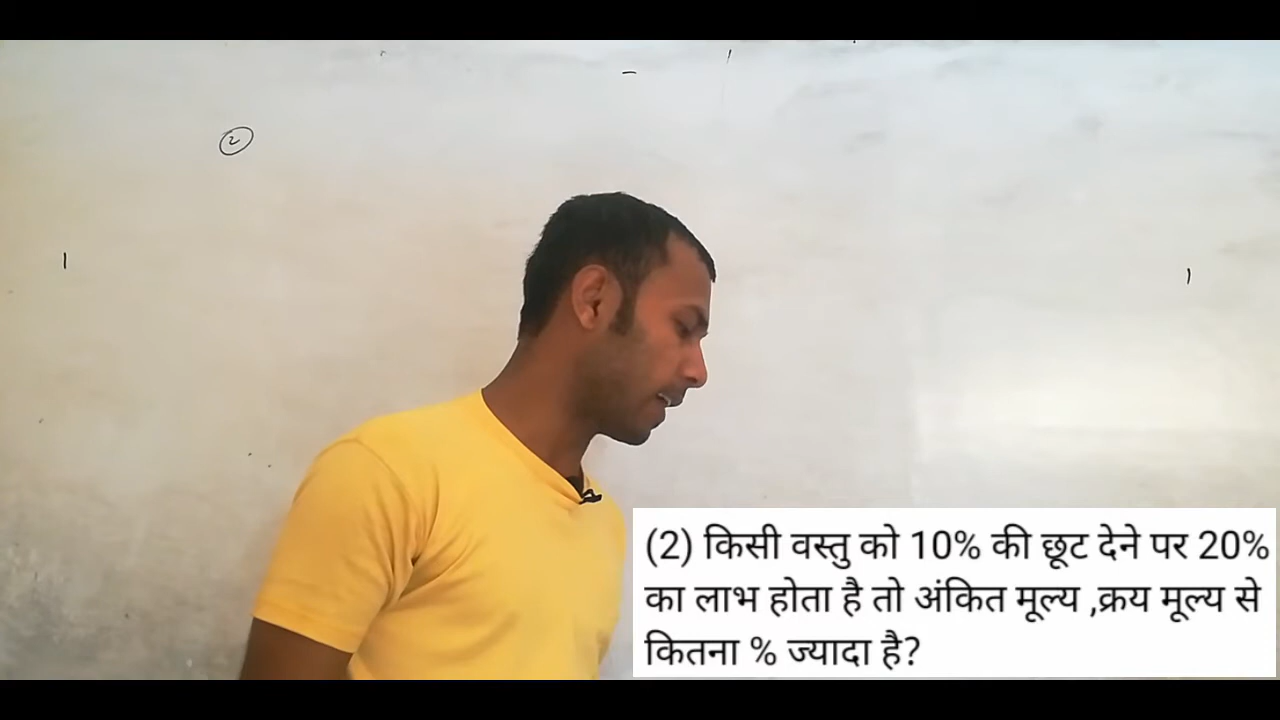 2
(2) किसी वस्तु को 10% की छूट देने पर 20%
का लाभ होता है तो अंकित मूल्य ,क्रय मूल्य से
कितना % ज्यादा है?